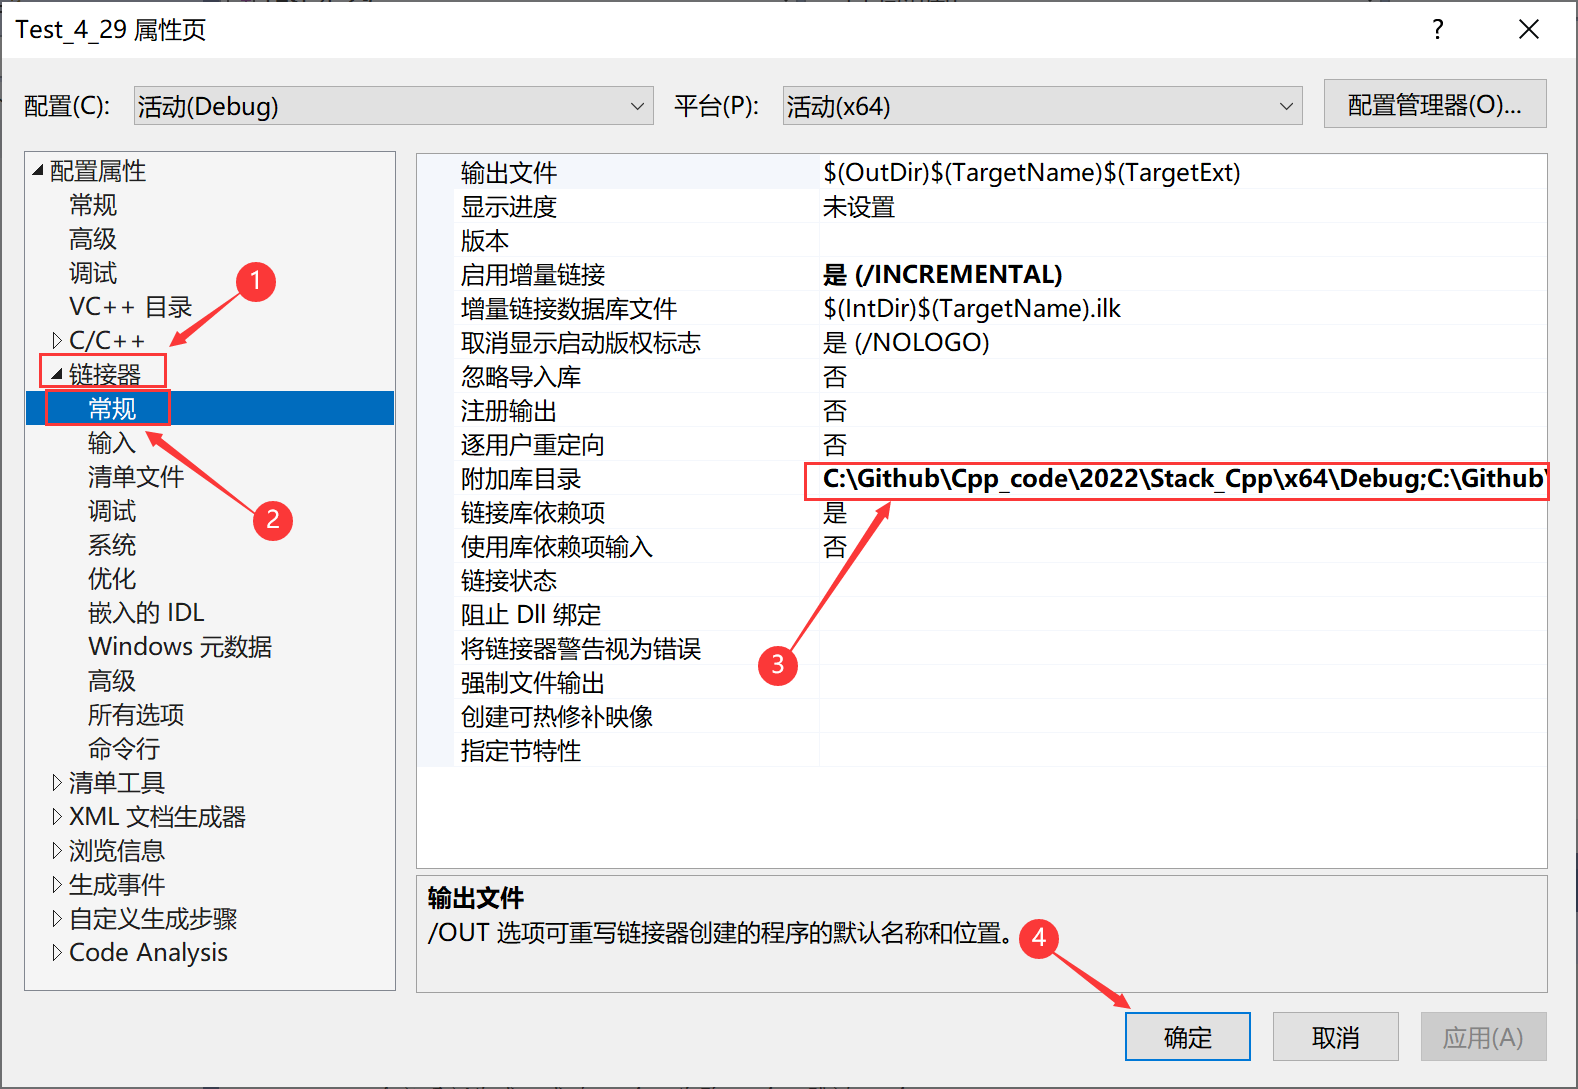 Test_4_29 属性页
?
配置(C):
活动(Debug)
平台(P):
活动(x64)
配置管理器(O)...
配置属性
常规
高级
调试
VC++ 目录
C/C++
链接器
常规
输入
清单文件
调试
系统
优化
嵌入的 IDL
Windows 元数据
高级
所有选项
命令行
清单工具
XML 文档生成器
浏览信息
生成事件
自定义生成步骤
Code Analysis
1
2
输出文件 $(OutDir)$(TargetName)$(TargetExt)
显示进度 未设置
版本
启用增量链接 是 (/INCREMENTAL)
增量链接数据库文件 $(IntDir)$(TargetName).ilk
取消显示启动版权标志 是 (/NOLOGO)
忽略导入库 否
注册输出 否
逐用户重定向 否
附加库目录 C:\Github\Cpp_code\2022\Stack_Cpp\x64\Debug;C:\Github\
链接库依赖项 是
使用库依赖项输入 否
链接状态
阻止 Dll 绑定
将链接器警告视为错误
3
强制文件输出
创建可热修补映像
指定节特性
输出文件
/OUT 选项可重写链接器创建的程序的默认名称和位置。
4
确定
取消
应用(A)